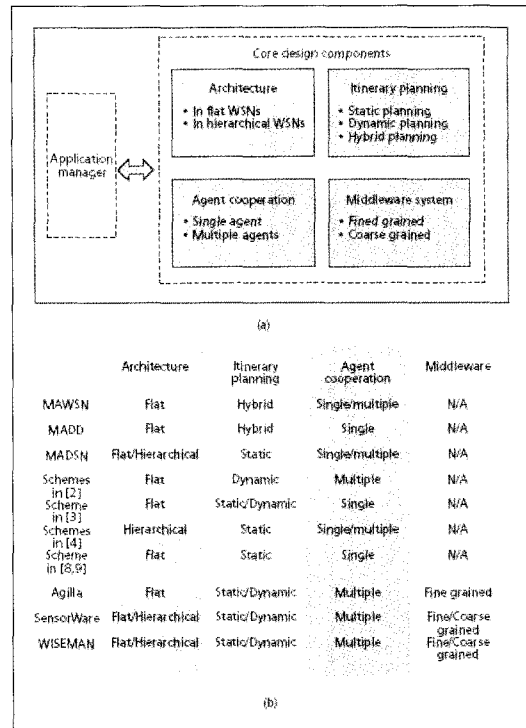 Core design components
Architecture
• In flat WSNs
• In hierarchical WSNs
Itinerary planning
• Static planning
• Dynamic planning
• Hybrid planning
Application
manager
Agent cooperation
• Single agent
• Multiple agents
Middleware system
• Fined grained
• Coarse grained
(a)
Architecture Itinerary planning Agent cooperation Middleware
MAWSN Flat Hybrid Single/multiple N/A
MADD Flat Hybrid Single N/A
MADSN Flat/Hierarchical Static Single/multiple N/A
Schemes in [2] Flat Dynamic Multiple N/A
Scheme in [3] Flat Static/Dynamic Single N/A
Schemes in [4] Hierarchical Static Single/multiple N/A
Scheme in [8,9] Flat Static Single N/A
Agilla Flat Static/Dynamic Multiple Fine grained
SensorWare Flat/Hierarchical Static/Dynamic Multiple Fine/Coarse grained
WISEMAN Flat/Hierarchical Static/Dynamic Multiple Fine/Coarse grained
(b)